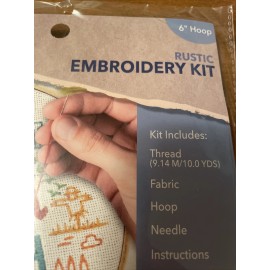 6" Hoop
RUSTIC
EMBROIDERY KIT
Kit Includes:
Thread
(9.14 M/10.0 YDS)
Fabric
Hoop
Needle
Instructions